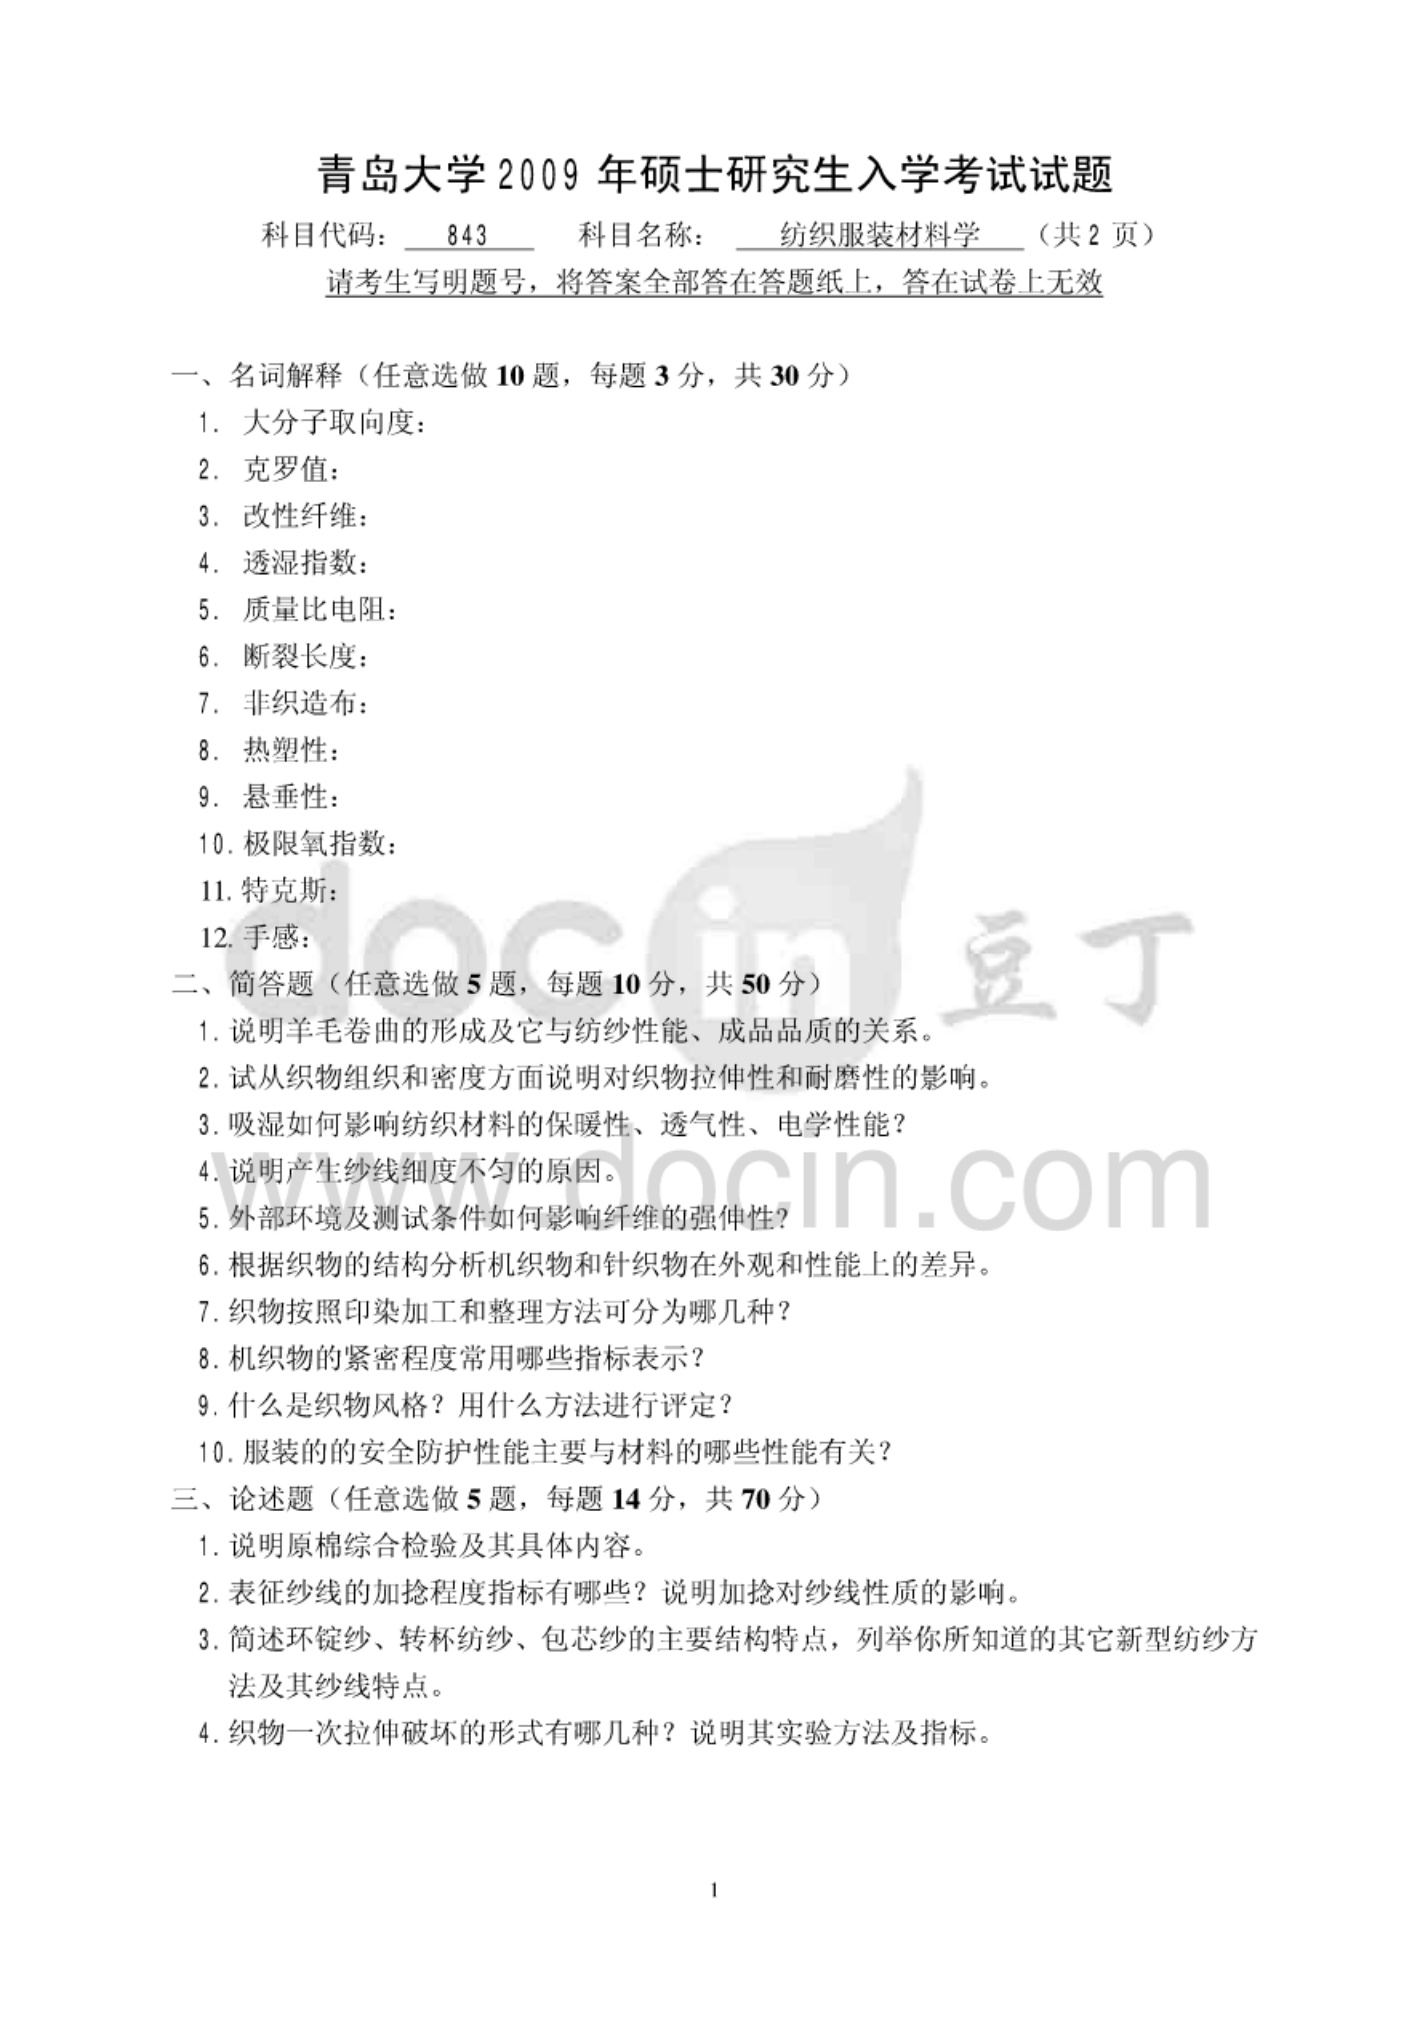 青岛大学2009 年硕士研究生入学考试试题
科目代码： 843 科目名称： 纺织服装材料学 （共2 页）
请考生写明题号，将答案全部答在答题纸上，答在试卷上无效
一、名词解释（任意选做 10 题，每题 3 分，共 30 分）
1. 大分子取向度：
2. 克罗值：
3. 改性纤维：
4. 透湿指数：
5. 质量比电阻：
6. 断裂长度：
7. 非织造布：
8. 热塑性：
9. 悬垂性：
10.极限氧指数：
11.特克斯：
12.手感：
doc in 豆丁
二、简答题（任意选做 5 题，每题 10 分，共 50 分）
1.说明羊毛卷曲的形成及它与纺纱性能、成品品质的关系。
2.试从织物组织和密度方面说明对织物拉伸性和耐磨性的影响。
3.吸湿如何影响纺织材料的保暖性、透气性、电学性能？
4.说明产生纱线细度不匀的原因。
www.docin.com
5.外部环境及测试条件如何影响纤维的强伸性?
6.根据织物的结构分析机织物和针织物在外观和性能上的差异。
7.织物按照印染加工和整理方法可分为哪几种？
8.机织物的紧密程度常用哪些指标表示？
9.什么是织物风格？用什么方法进行评定？
10.服装的的安全防护性能主要与材料的哪些性能有关？
三、论述题（任意选做 5 题，每题 14 分，共 70 分）
1.说明原棉综合检验及其具体内容。
2.表征纱线的加捻程度指标有哪些？说明加捻对纱线性质的影响。
3.简述环锭纱、转杯纺纱、包芯纱的主要结构特点，列举你所知道的其它新型纺纱方
法及其纱线特点。
4.织物一次拉伸破坏的形式有哪几种？说明其实验方法及指标。
1